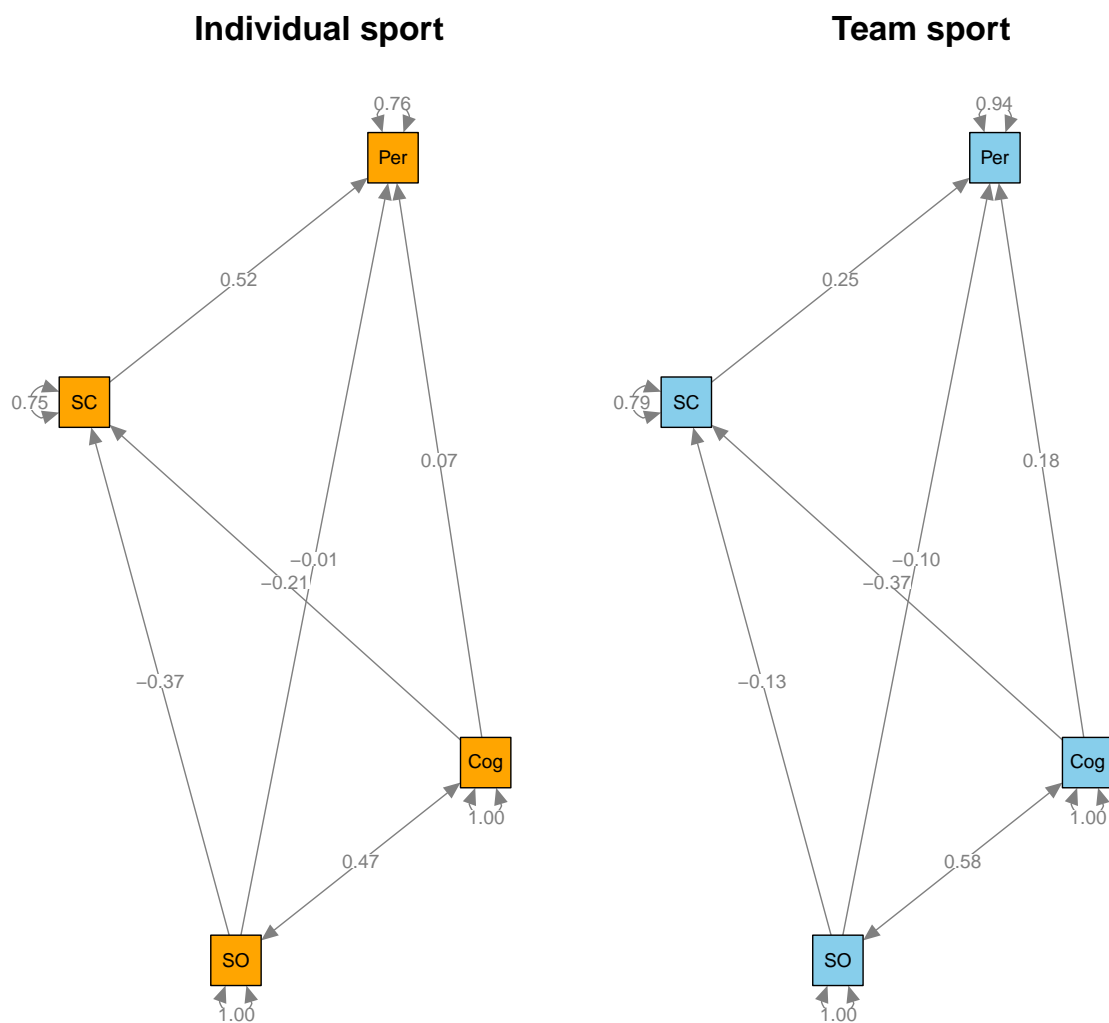 Individual sport
0.76
Per
0.52
0.75
SC
0.07
−0.01
−0.21
−0.37
Cog
1.00
0.47
SO
1.00
Team sport
0.94
Per
0.25
0.79
SC
0.18
−0.10
−0.37
−0.13
Cog
1.00
0.58
SO
1.00